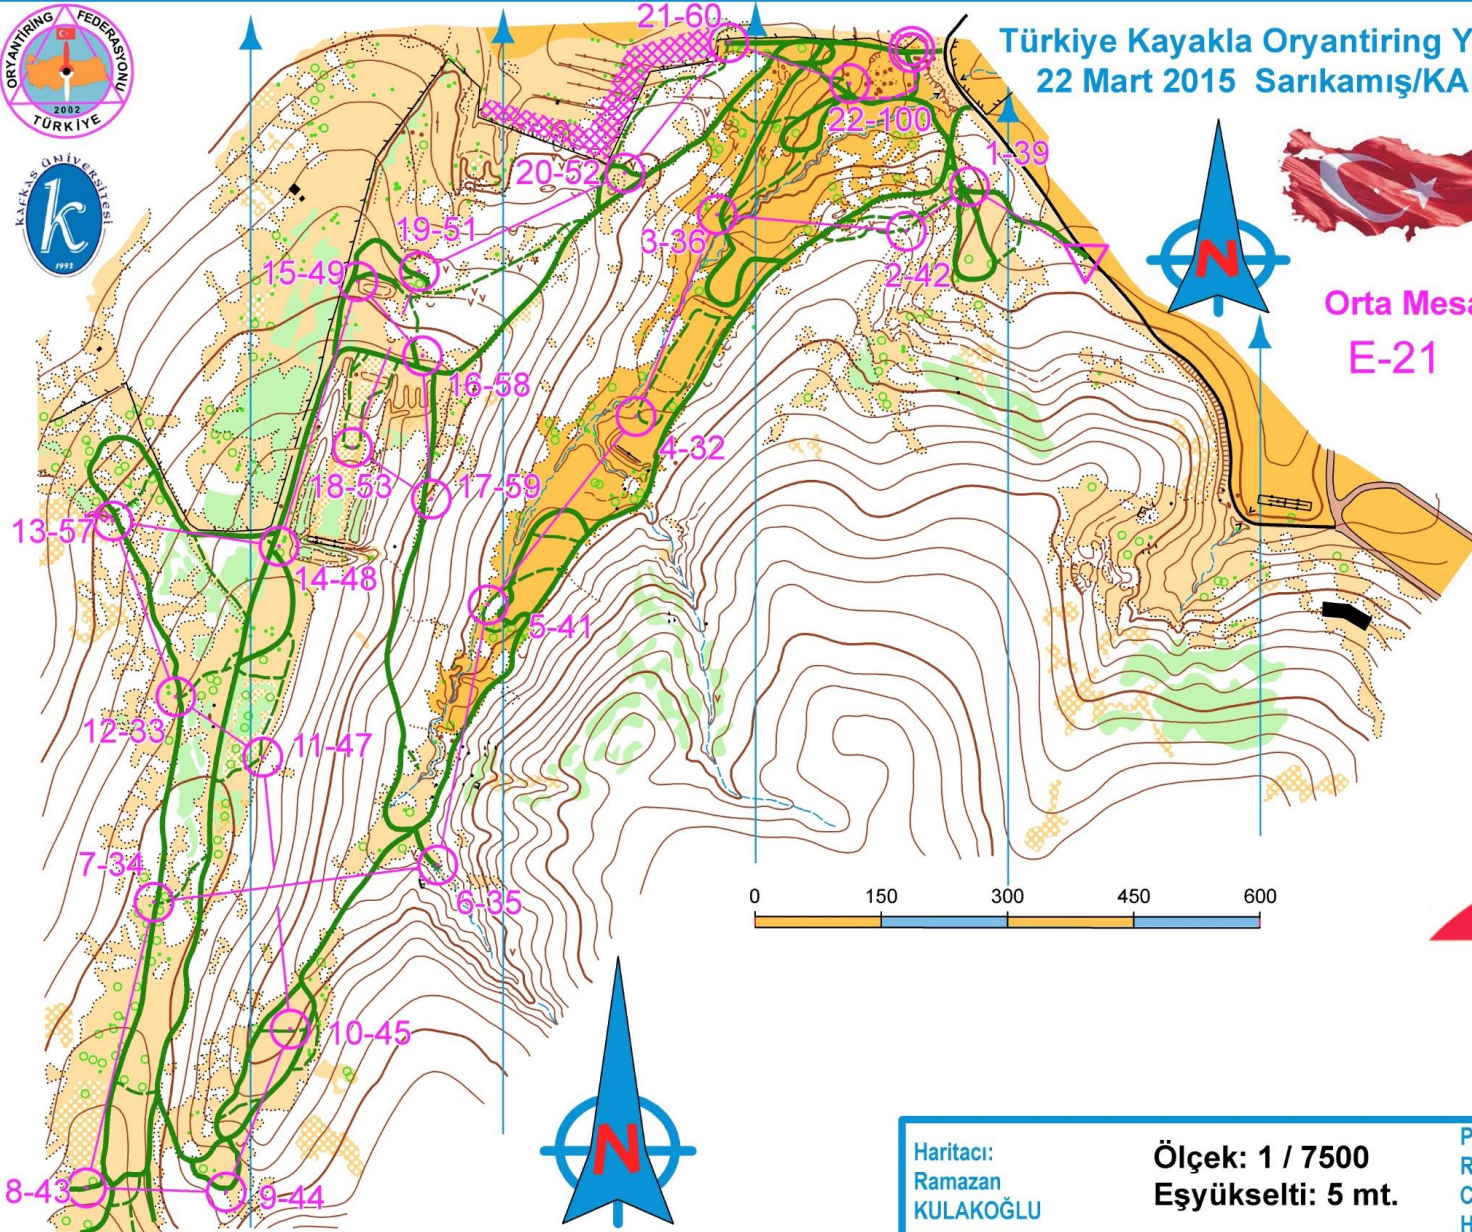 ORYANTİRİNG FEDERASYONU
2002
TÜRKİYE
KAFKAS ÜNİVERSİTESİ
k
1992
Türkiye Kayakla Oryantiring Y
22 Mart 2015 Sarıkamış/KA
N
Orta Mesa
E-21
21-60
22-100
1-39
20-52
19-51
3-36
2-42
15-49
16-58
4-32
18-53
17-59
13-57
14-48
5-41
12-33
11-47
7-34
6-35
0 150 300 450 600
10-45
8-43
9-44
N
Haritacı:
Ramazan
KULAKOĞLU
Ölçek: 1 / 7500
Eşyükselti: 5 mt.
P
R
C
H